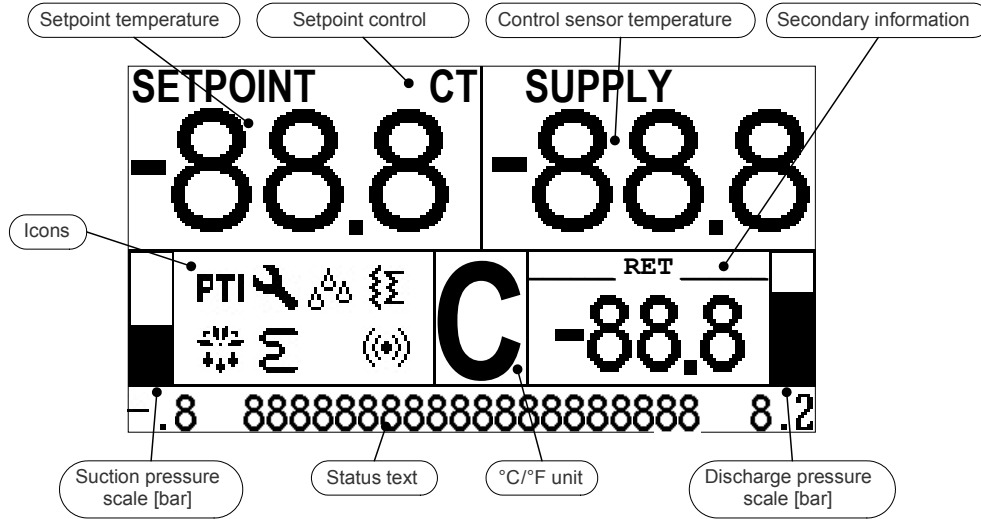 Setpoint temperature
Setpoint control
Control sensor temperature
Secondary information
SETPOINT CT
SUPPLY
-88.8
-88.8
Icons
PTI
C
RET
-88.8
-.8 88888888888888888888 8.2
Suction pressure
scale [bar]
Status text
°C/°F unit
Discharge pressure
scale [bar]